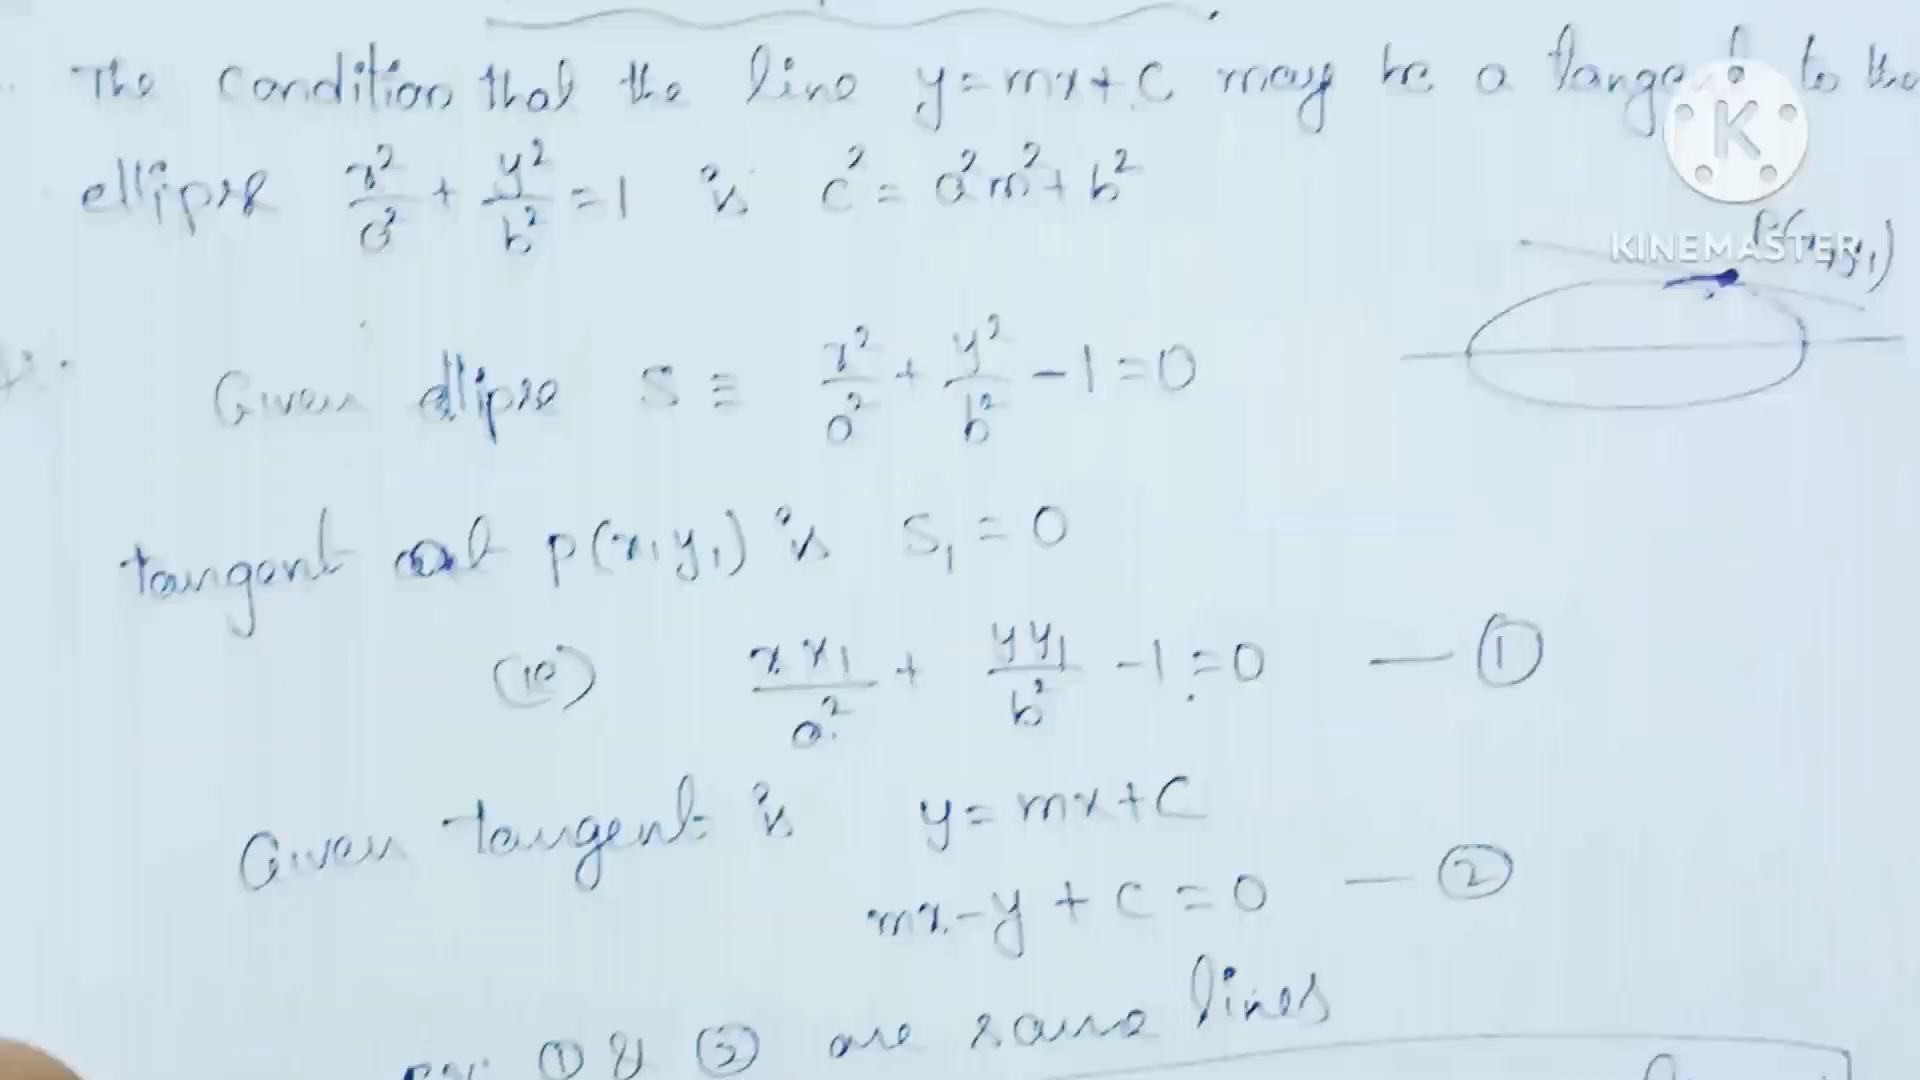 The condition that the line y = mx + c may be a tangent to the
ellipse x²/a² + y²/b² = 1 is c² = a²m² + b²
K
KINEMASTER
P(x₁, y₁)
Given ellipse S ≡ x²/a² + y²/b² - 1 = 0
tangent at P(x₁, y₁) is S₁ = 0
(ie) xx₁/a² + yy₁/b² - 1 = 0 — ①
Given tangent is y = mx + c
mx - y + c = 0 — ②
① & ② are same lines